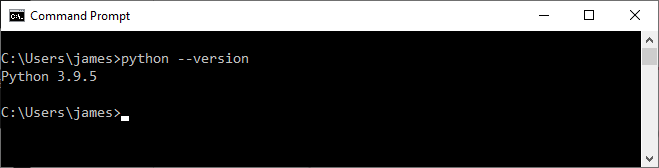 Command Prompt
C:\Users\james>python --version
Python 3.9.5
C:\Users\james>